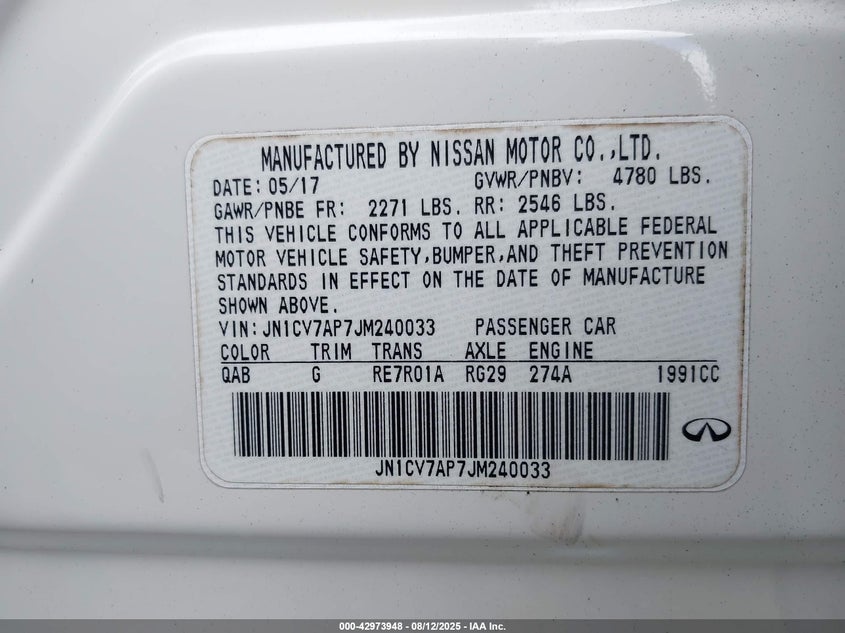 MANUFACTURED BY NISSAN MOTOR CO.,LTD.
DATE: 05/17 GVWR/PNBV: 4780 LBS.
GAWR/PNBE FR: 2271 LBS. RR: 2546 LBS.
THIS VEHICLE CONFORMS TO ALL APPLICABLE FEDERAL
MOTOR VEHICLE SAFETY,BUMPER,AND THEFT PREVENTION
STANDARDS IN EFFECT ON THE DATE OF MANUFACTURE
SHOWN ABOVE.
VIN: JN1CV7AP7JM240033 PASSENGER CAR
COLOR TRIM TRANS AXLE ENGINE
QAB G RE7R01A RG29 274A 1991CC
JN1CV7AP7JM240033
000-42973948 - 08/12/2025 - IAA Inc.